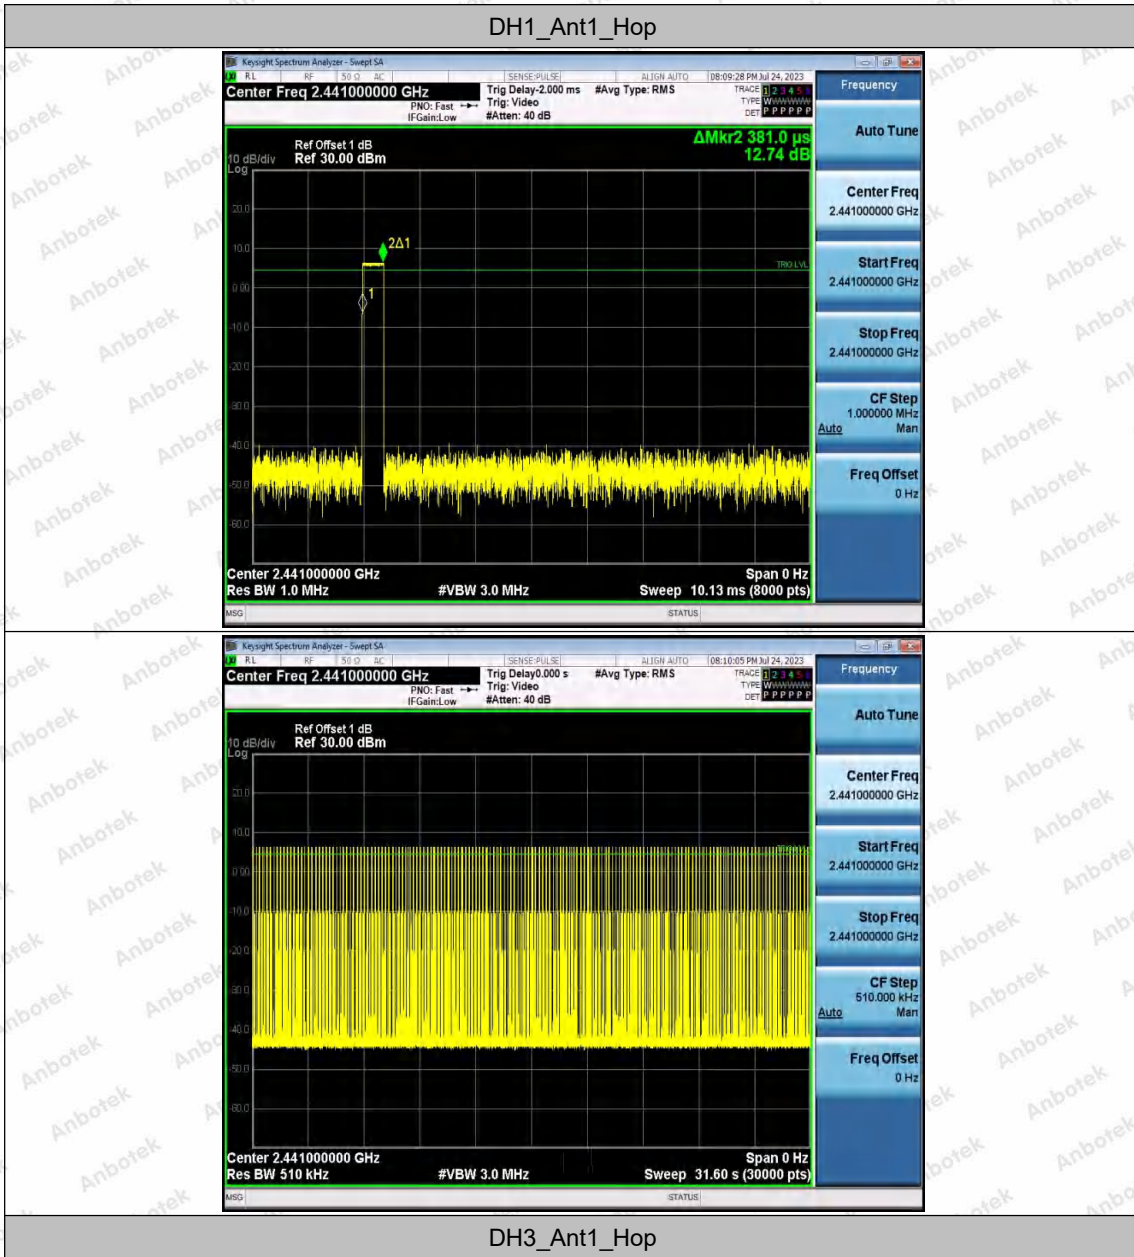 DH1_Ant1_Hop
Keysight Spectrum Analyzer - Swept SA
RL RF 50 Ω AC SENSE:PULSE ALIGN AUTO 08:09:28 PM Jul 24, 2023
Center Freq 2.441000000 GHz
PNO: Fast
IFGain:Low
Trig Delay-2.000 ms
Trig: Video
#Atten: 40 dB
#Avg Type: RMS
TRACE 1 2 3 4 5 6
TYPE WWWWWW
DET P P P P P P
Frequency
ΔMkr2 381.0 µs
12.74 dB
Ref Offset 1 dB
10 dB/div Ref 30.00 dBm
Log
20.0
10.0
0.00
-10.0
-20.0
-30.0
-40.0
-50.0
-60.0
2Δ1
1
TRIG LVL
Center 2.441000000 GHz Span 0 Hz
Res BW 1.0 MHz #VBW 3.0 MHz Sweep 10.13 ms (8000 pts)
MSG STATUS
Auto Tune
Center Freq
2.441000000 GHz
Start Freq
2.441000000 GHz
Stop Freq
2.441000000 GHz
CF Step
1.000000 MHz
Auto Man
Freq Offset
0 Hz
Keysight Spectrum Analyzer - Swept SA
RL RF 50 Ω AC SENSE:PULSE ALIGN AUTO 08:10:05 PM Jul 24, 2023
Center Freq 2.441000000 GHz
PNO: Fast
IFGain:Low
Trig Delay0.000 s
Trig: Video
#Atten: 40 dB
#Avg Type: RMS
TRACE 1 2 3 4 5 6
TYPE WWWWWW
DET P P P P P P
Frequency
Ref Offset 1 dB
10 dB/div Ref 30.00 dBm
Log
20.0
10.0
0.00
-10.0
-20.0
-30.0
-40.0
-50.0
-60.0
Center 2.441000000 GHz Span 0 Hz
Res BW 510 kHz #VBW 3.0 MHz Sweep 31.60 s (30000 pts)
MSG STATUS
Auto Tune
Center Freq
2.441000000 GHz
Start Freq
2.441000000 GHz
Stop Freq
2.441000000 GHz
CF Step
510.000 kHz
Auto Man
Freq Offset
0 Hz
DH3_Ant1_Hop
Anbotek